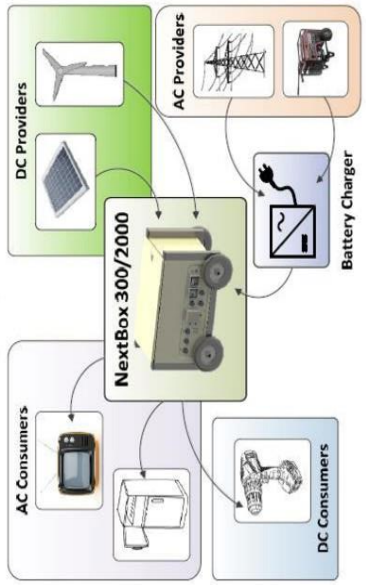 AC Consumers
DC Consumers
NextBox 300/2000
DC Providers
AC Providers
Battery Charger